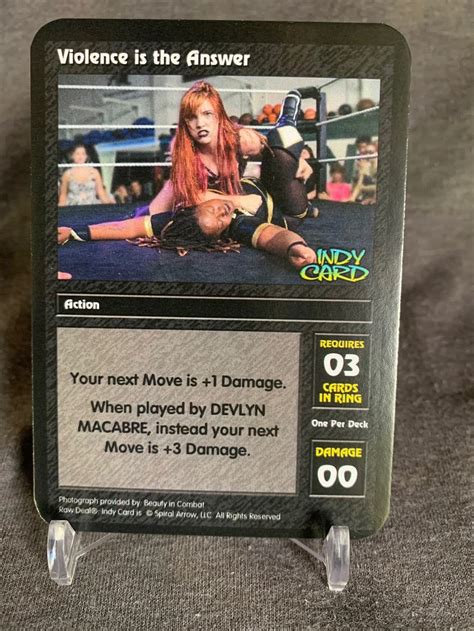 Violence is the Answer
INDY
CARD
Action
Your next Move is +1 Damage.
When played by DEVLYN
MACABRE, instead your next
Move is +3 Damage.
REQUIRES
03
CARDS
IN RING
One Per Deck
DAMAGE
00
Photograph provided by: Beauty in Combat
Raw Deal® Indy Card is © Spiral Arrow, LLC. All Rights Reserved